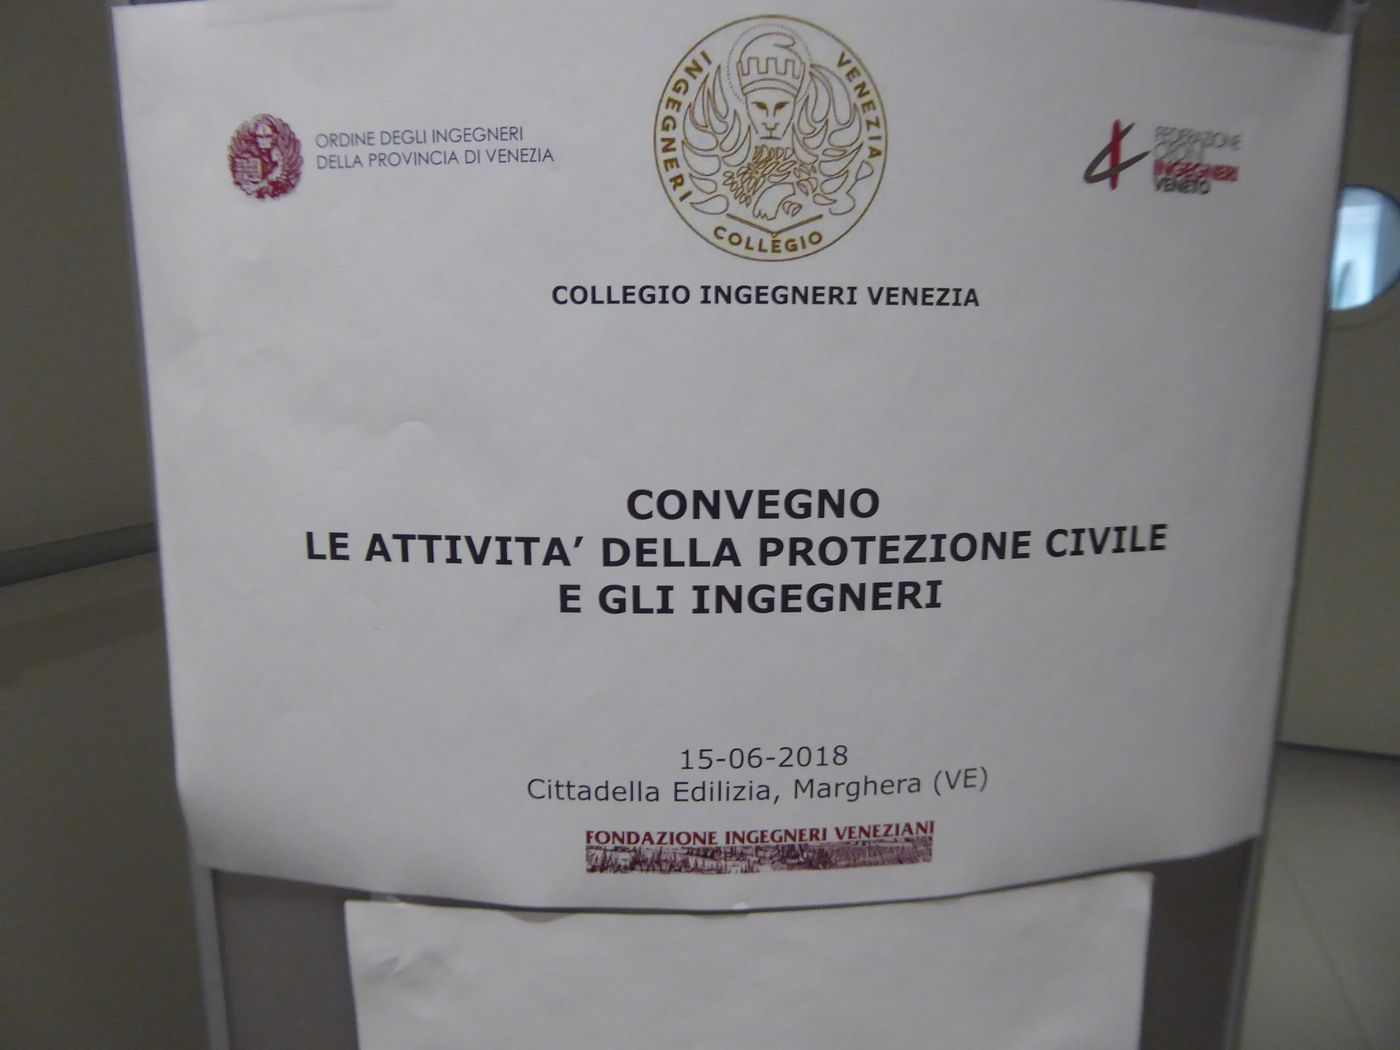 ORDINE DEGLI INGEGNERI
DELLA PROVINCIA DI VENEZIA
INGEGNERI VENEZIA
COLLEGIO
FEDERAZIONE
INGEGNERI
VENETO
COLLEGIO INGEGNERI VENEZIA
CONVEGNO
LE ATTIVITA’ DELLA PROTEZIONE CIVILE
E GLI INGEGNERI
15-06-2018
Cittadella Edilizia, Marghera (VE)
FONDAZIONE INGEGNERI VENEZIANI